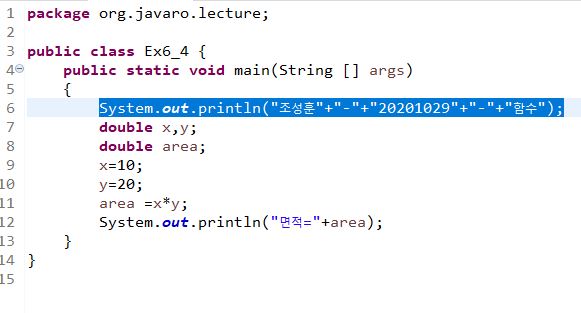 1 package org.javaro.lecture;
2
3 public class Ex6_4 {
4 public static void main(String [] args)
5 {
6 System.out.println("조성훈"+"-"+"20201029"+"-"+"함수");
7 double x,y;
8 double area;
9 x=10;
10 y=20;
11 area =x*y;
12 System.out.println("면적="+area);
13 }
14 }
15